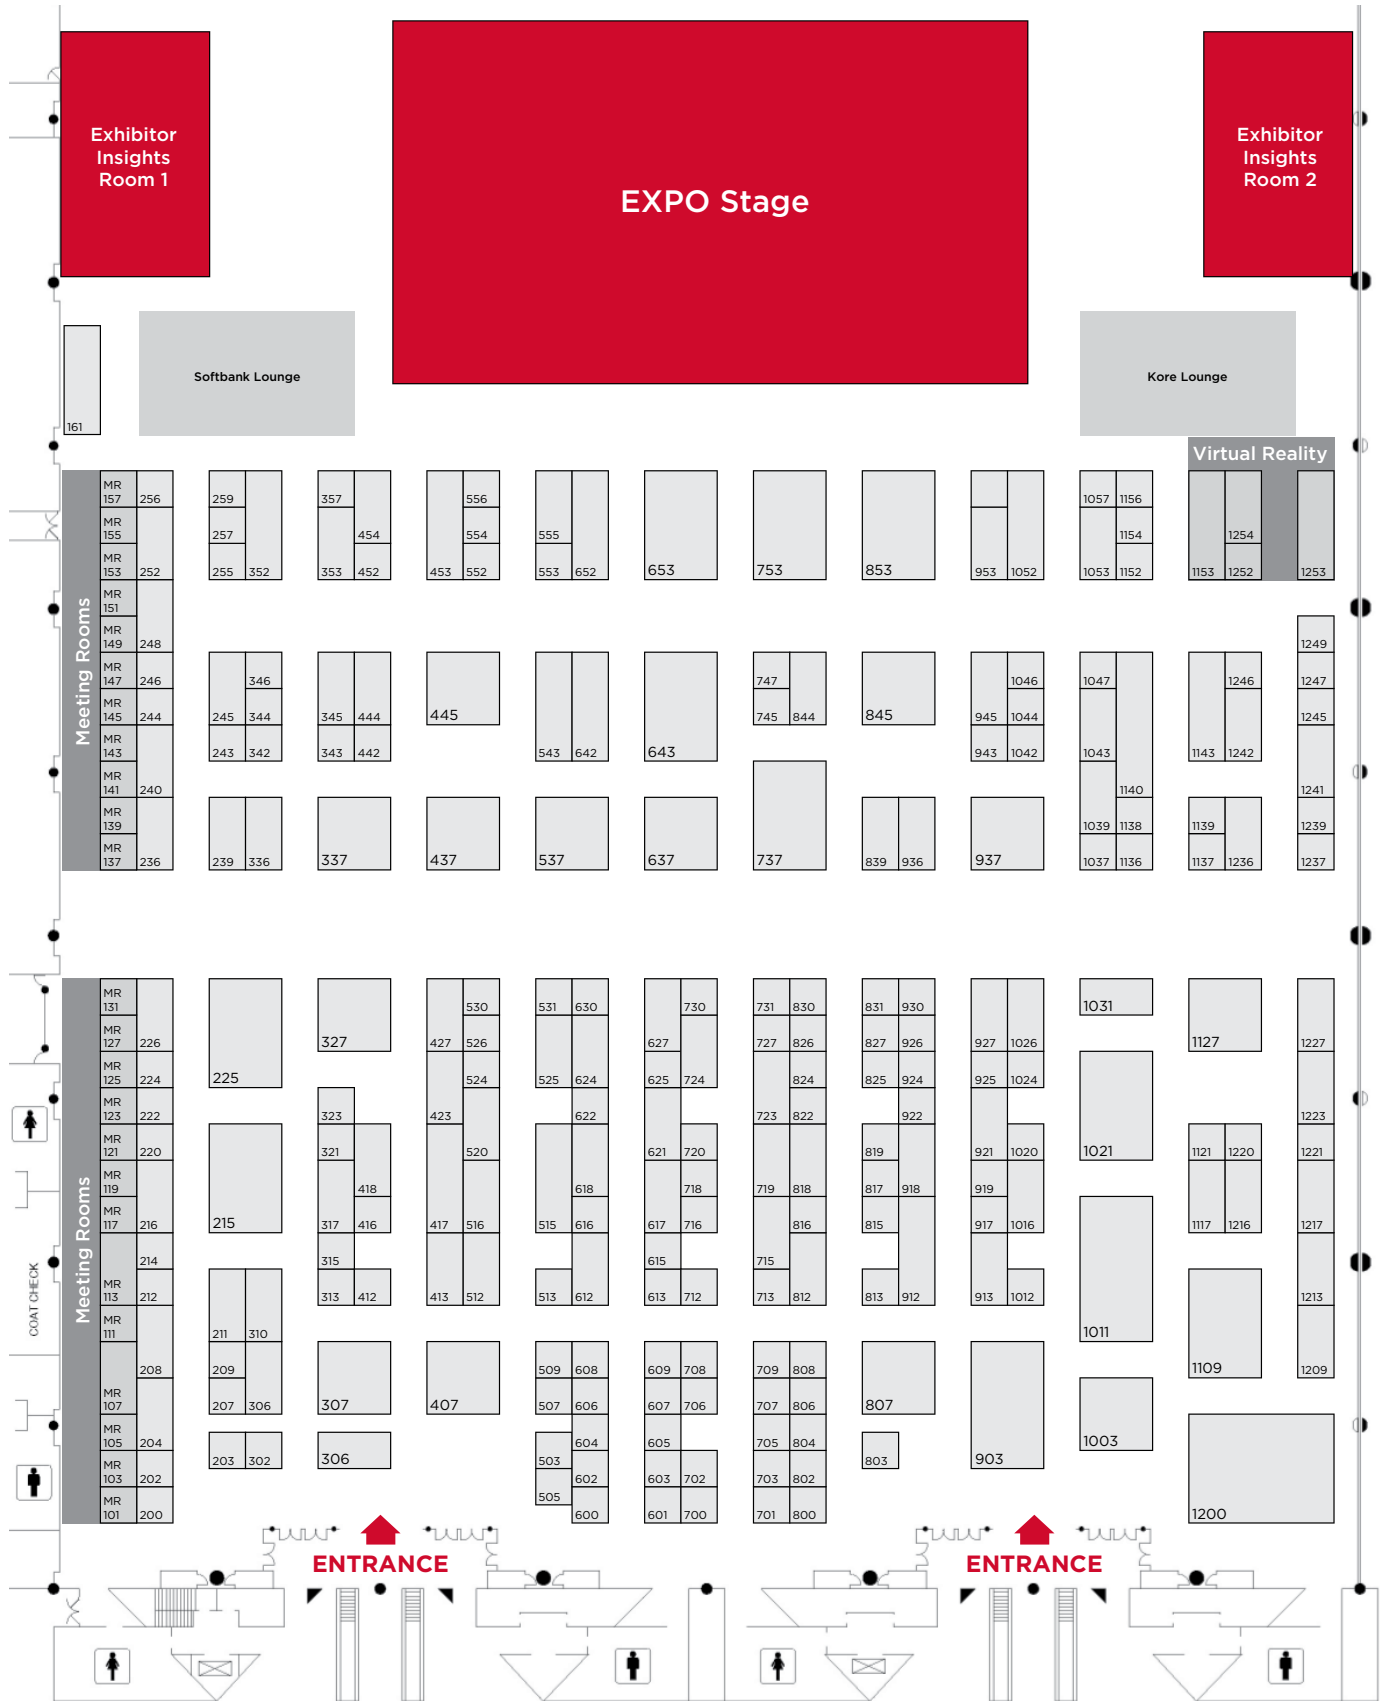 Exhibitor
Insights
Room 1
EXPO Stage
Exhibitor
Insights
Room 2
Softbank Lounge
Kore Lounge
161
Virtual Reality
MR
157 256 259 357 556 1057 1156
MR
155 257 454 554 555 1154 1254
MR
153 252 255 352 353 452 453 552 553 652 653 753 853 953 1052 1053 1152 1153 1252 1253
Meeting Rooms
MR
151
MR
149 248 1249
MR
147 246 346 747 1046 1047 1246 1247
MR
145 244 245 344 345 444 445 745 844 845 945 1044 1245
MR
143 243 342 343 442 543 642 643 943 1042 1043 1143 1242
MR
141 240 1140 1241
MR
139 1039 1138 1139 1239
MR
137 236 239 336 337 437 537 637 737 839 936 937 1037 1136 1137 1236 1237
MR
131 530 531 630 730 731 830 831 930 1031
MR
127 226 327 427 526 627 727 826 827 926 927 1026 1127 1227
MR
125 224 225 524 525 624 625 724 824 825 924 925 1024
MR
123 222 323 423 622 723 822 922 1223
MR
121 220 321 520 621 720 819 921 1020 1021 1121 1220 1221
Meeting Rooms
MR
119 418 618 718 719 818 817 918 919
MR
117 216 215 317 416 417 516 515 616 617 716 816 815 917 1016 1117 1216 1217
214 315 615 715
MR
113 212 313 412 413 512 513 612 613 712 713 812 813 912 913 1012 1213
MR
111 211 310 1011
208 209 509 608 609 708 709 808 1109 1209
MR
107 207 306 307 407 507 606 607 706 707 806 807
MR
105 204 604 605 705 804 1003
203 302 306 503 803 903
MR
103 202 602 603 702 703 802
505
MR
101 200 600 601 700 701 800 1200
COAT CHECK
ENTRANCE
ENTRANCE